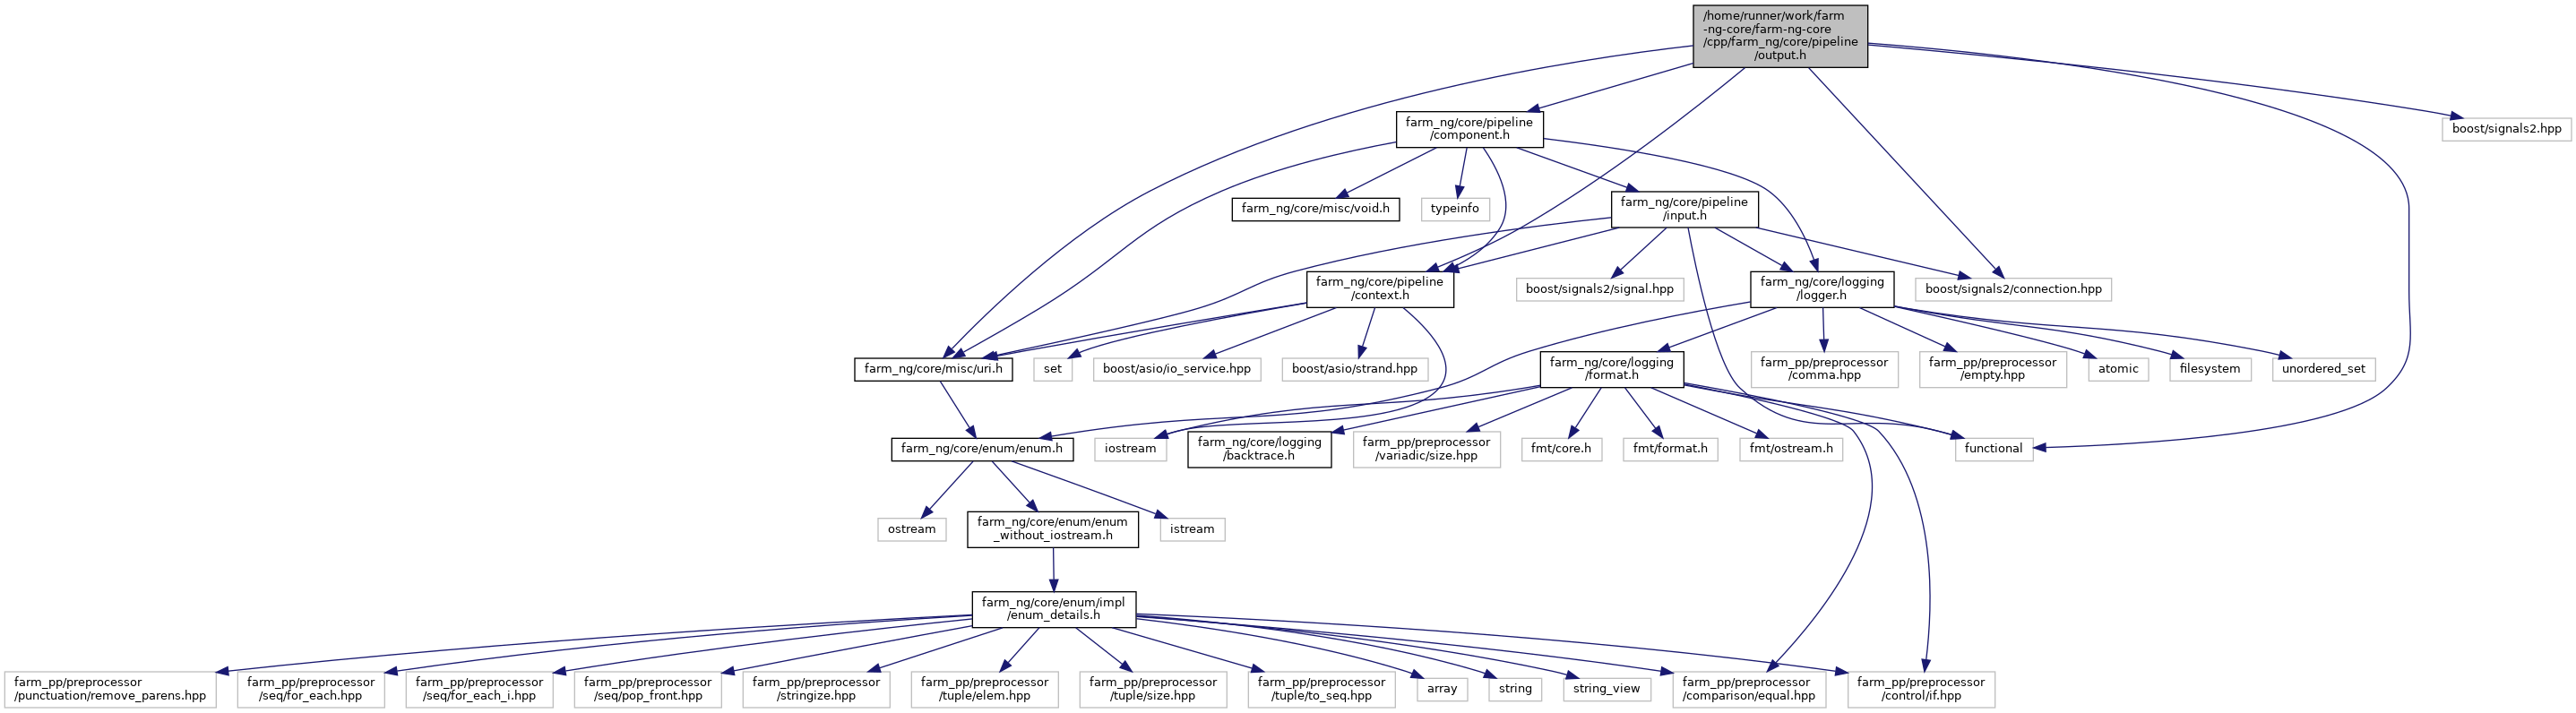 /home/runner/work/farm
-ng-core/farm-ng-core
/cpp/farm_ng/core/pipeline
/output.h
farm_ng/core/pipeline
/component.h
boost/signals2.hpp
farm_ng/core/misc/void.h
typeinfo
farm_ng/core/pipeline
/input.h
farm_ng/core/pipeline
/context.h
boost/signals2/signal.hpp
farm_ng/core/logging
/logger.h
boost/signals2/connection.hpp
farm_ng/core/misc/uri.h
set
boost/asio/io_service.hpp
boost/asio/strand.hpp
farm_ng/core/logging
/format.h
farm_pp/preprocessor
/comma.hpp
farm_pp/preprocessor
/empty.hpp
atomic
filesystem
unordered_set
farm_ng/core/enum/enum.h
iostream
farm_ng/core/logging
/backtrace.h
farm_pp/preprocessor
/variadic/size.hpp
fmt/core.h
fmt/format.h
fmt/ostream.h
functional
ostream
farm_ng/core/enum/enum
_without_iostream.h
istream
farm_ng/core/enum/impl
/enum_details.h
farm_pp/preprocessor
/punctuation/remove_parens.hpp
farm_pp/preprocessor
/seq/for_each.hpp
farm_pp/preprocessor
/seq/for_each_i.hpp
farm_pp/preprocessor
/seq/pop_front.hpp
farm_pp/preprocessor
/stringize.hpp
farm_pp/preprocessor
/tuple/elem.hpp
farm_pp/preprocessor
/tuple/size.hpp
farm_pp/preprocessor
/tuple/to_seq.hpp
array
string
string_view
farm_pp/preprocessor
/comparison/equal.hpp
farm_pp/preprocessor
/control/if.hpp